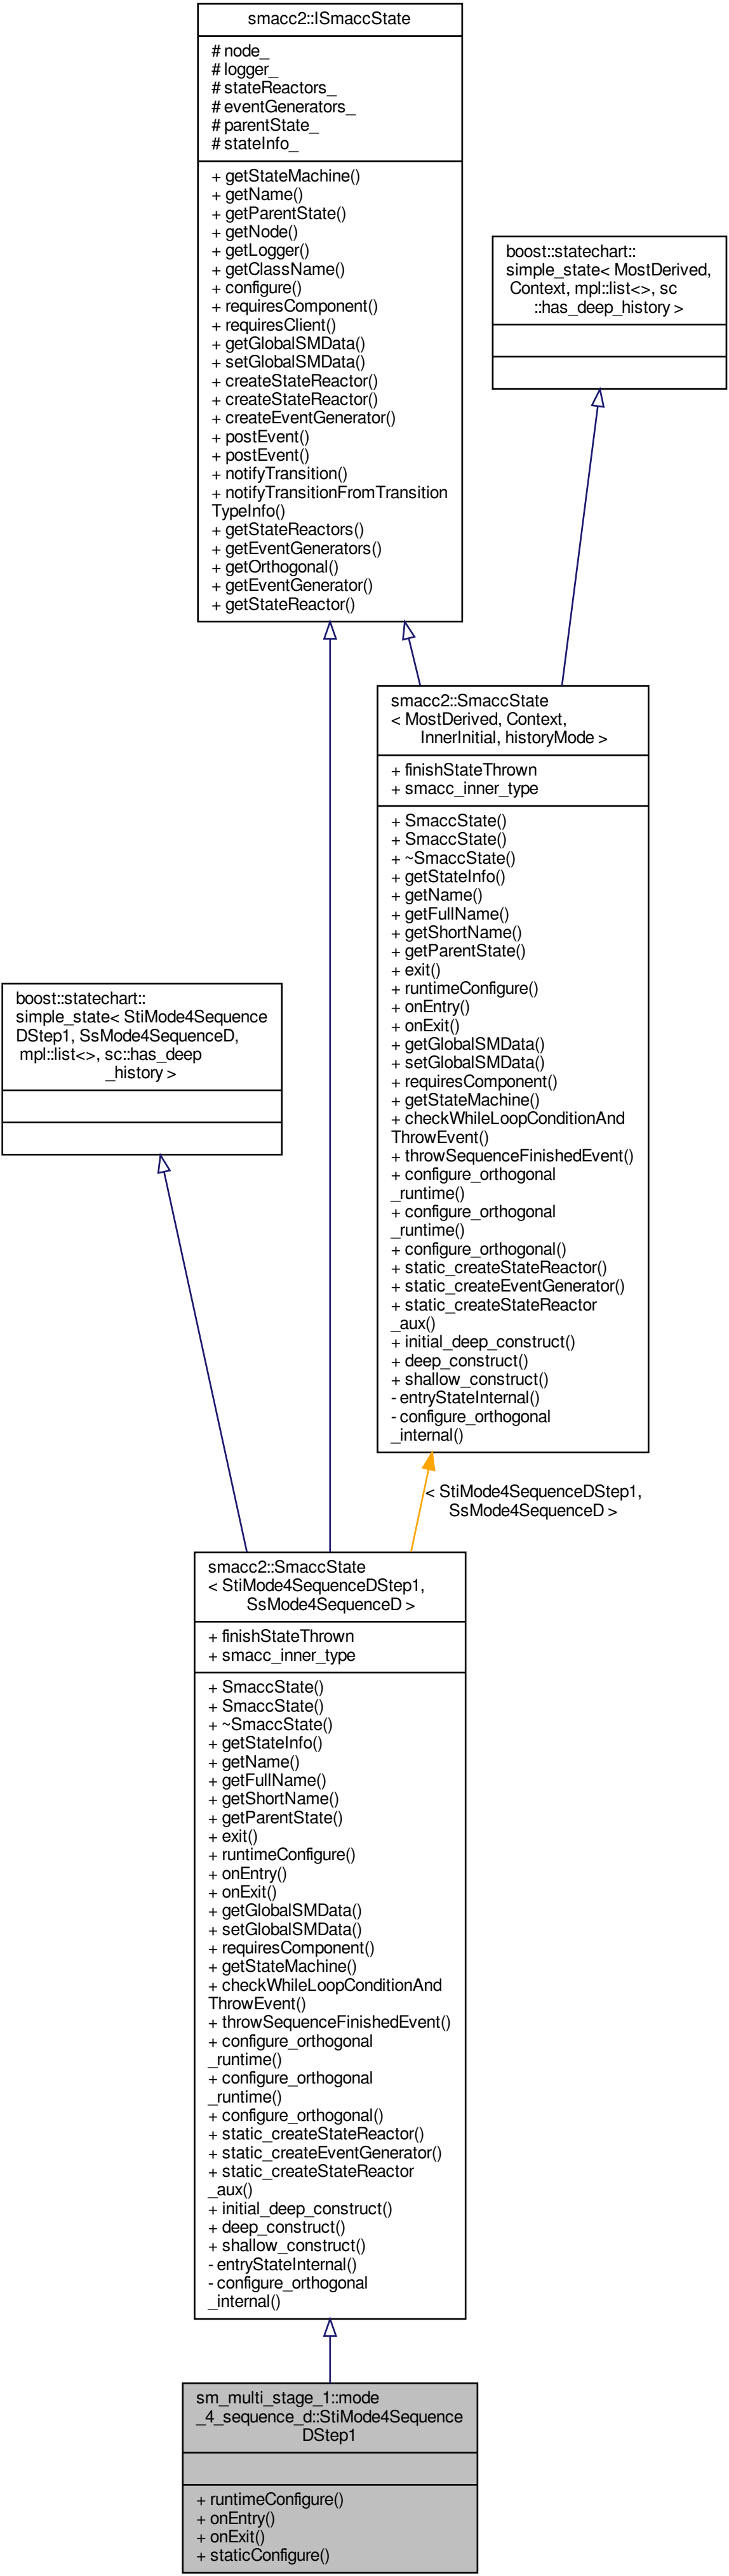 smacc2::ISmaccState
# node_
# logger_
# stateReactors_
# eventGenerators_
# parentState_
# stateInfo_
+ getStateMachine()
+ getName()
+ getParentState()
+ getNode()
+ getLogger()
+ getClassName()
+ configure()
+ requiresComponent()
+ requiresClient()
+ getGlobalSMData()
+ setGlobalSMData()
+ createStateReactor()
+ createStateReactor()
+ createEventGenerator()
+ postEvent()
+ postEvent()
+ notifyTransition()
+ notifyTransitionFromTransition
TypeInfo()
+ getStateReactors()
+ getEventGenerators()
+ getOrthogonal()
+ getEventGenerator()
+ getStateReactor()
boost::statechart::
simple_state< MostDerived,
Context, mpl::list<>, sc
::has_deep_history >
smacc2::SmaccState
< MostDerived, Context,
InnerInitial, historyMode >
+ finishStateThrown
+ smacc_inner_type
+ SmaccState()
+ SmaccState()
+ ~SmaccState()
+ getStateInfo()
+ getName()
+ getFullName()
+ getShortName()
+ getParentState()
+ exit()
+ runtimeConfigure()
+ onEntry()
+ onExit()
+ getGlobalSMData()
+ setGlobalSMData()
+ requiresComponent()
+ getStateMachine()
+ checkWhileLoopConditionAnd
ThrowEvent()
+ throwSequenceFinishedEvent()
+ configure_orthogonal
_runtime()
+ configure_orthogonal
_runtime()
+ configure_orthogonal()
+ static_createStateReactor()
+ static_createEventGenerator()
+ static_createStateReactor
_aux()
+ initial_deep_construct()
+ deep_construct()
+ shallow_construct()
- entryStateInternal()
- configure_orthogonal
_internal()
boost::statechart::
simple_state< StiMode4Sequence
DStep1, SsMode4SequenceD,
mpl::list<>, sc::has_deep
_history >
< StiMode4SequenceDStep1,
SsMode4SequenceD >
smacc2::SmaccState
< StiMode4SequenceDStep1,
SsMode4SequenceD >
+ finishStateThrown
+ smacc_inner_type
+ SmaccState()
+ SmaccState()
+ ~SmaccState()
+ getStateInfo()
+ getName()
+ getFullName()
+ getShortName()
+ getParentState()
+ exit()
+ runtimeConfigure()
+ onEntry()
+ onExit()
+ getGlobalSMData()
+ setGlobalSMData()
+ requiresComponent()
+ getStateMachine()
+ checkWhileLoopConditionAnd
ThrowEvent()
+ throwSequenceFinishedEvent()
+ configure_orthogonal
_runtime()
+ configure_orthogonal
_runtime()
+ configure_orthogonal()
+ static_createStateReactor()
+ static_createEventGenerator()
+ static_createStateReactor
_aux()
+ initial_deep_construct()
+ deep_construct()
+ shallow_construct()
- entryStateInternal()
- configure_orthogonal
_internal()
sm_multi_stage_1::mode
_4_sequence_d::StiMode4Sequence
DStep1
+ runtimeConfigure()
+ onEntry()
+ onExit()
+ staticConfigure()